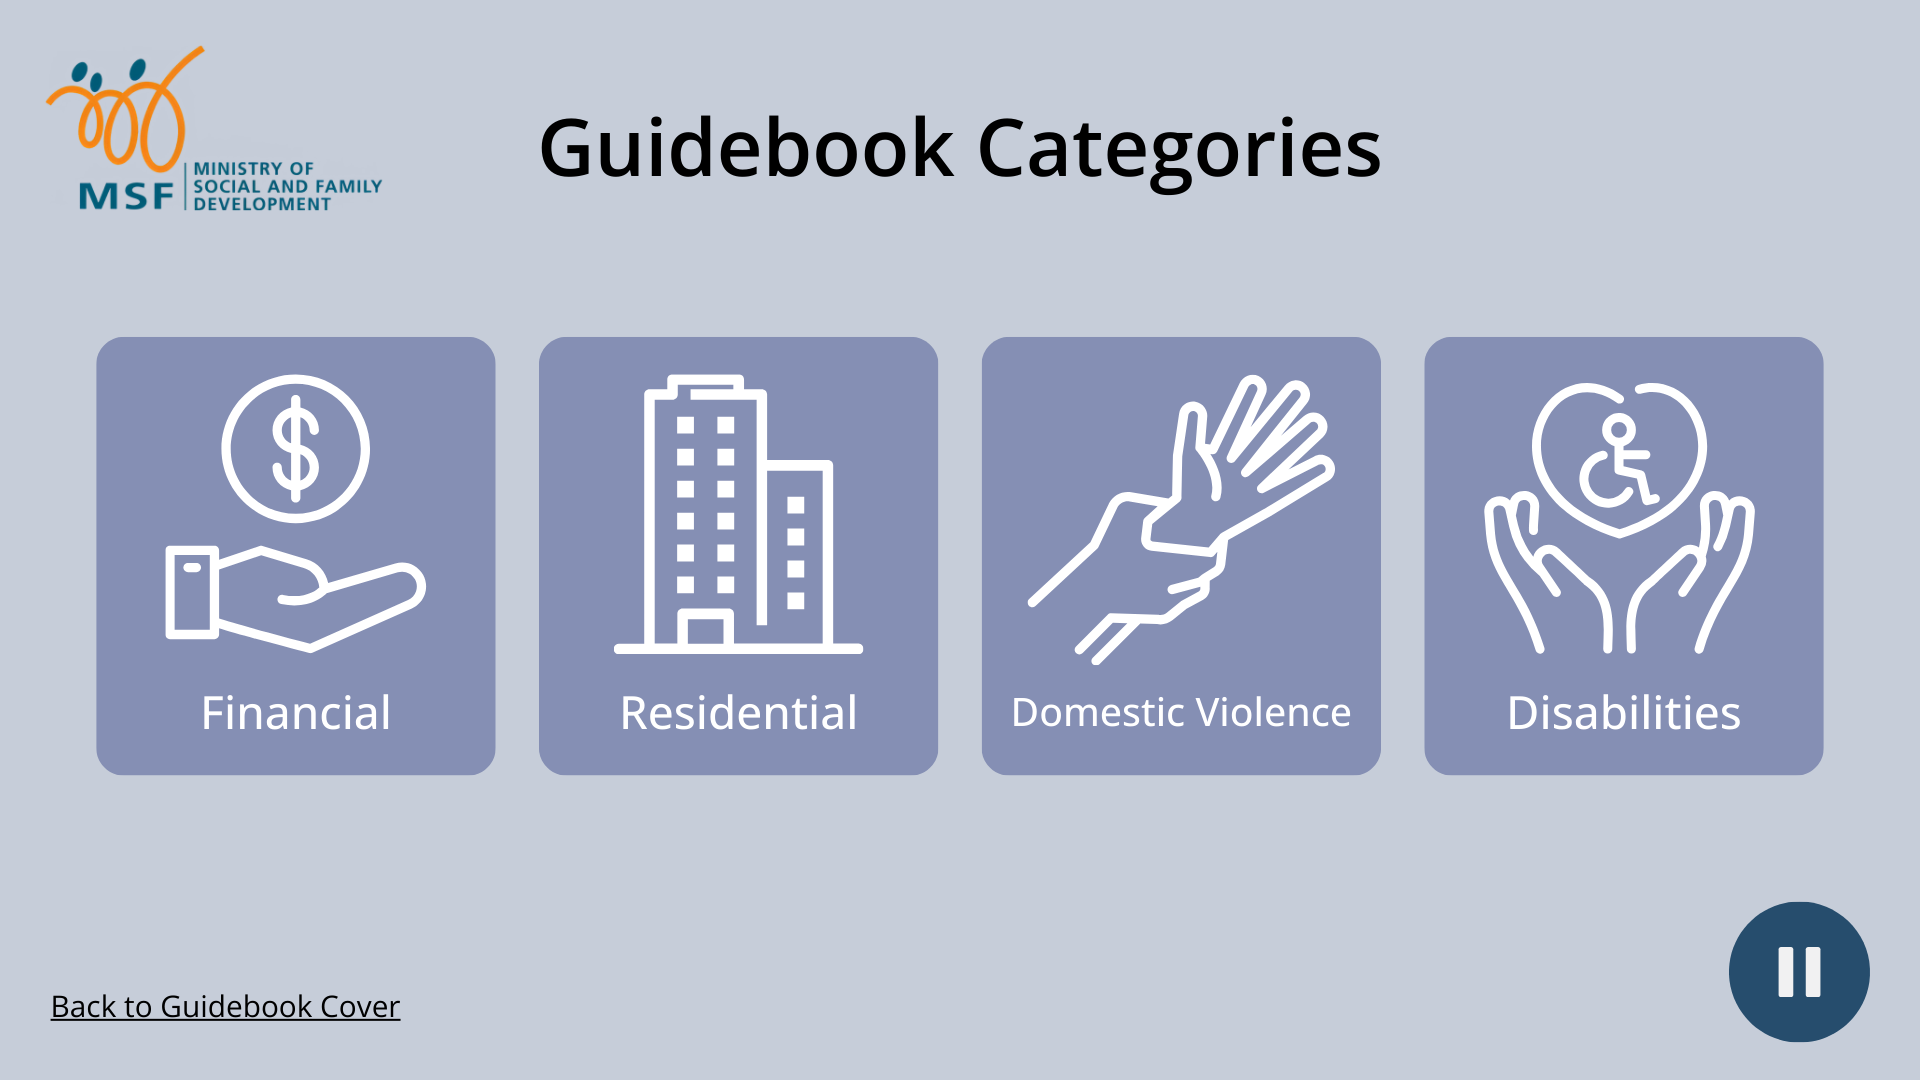 MSF
MINISTRY OF
SOCIAL AND FAMILY
DEVELOPMENT
Guidebook Categories
$
Financial
Residential
Domestic Violence
Disabilities
Back to Guidebook Cover